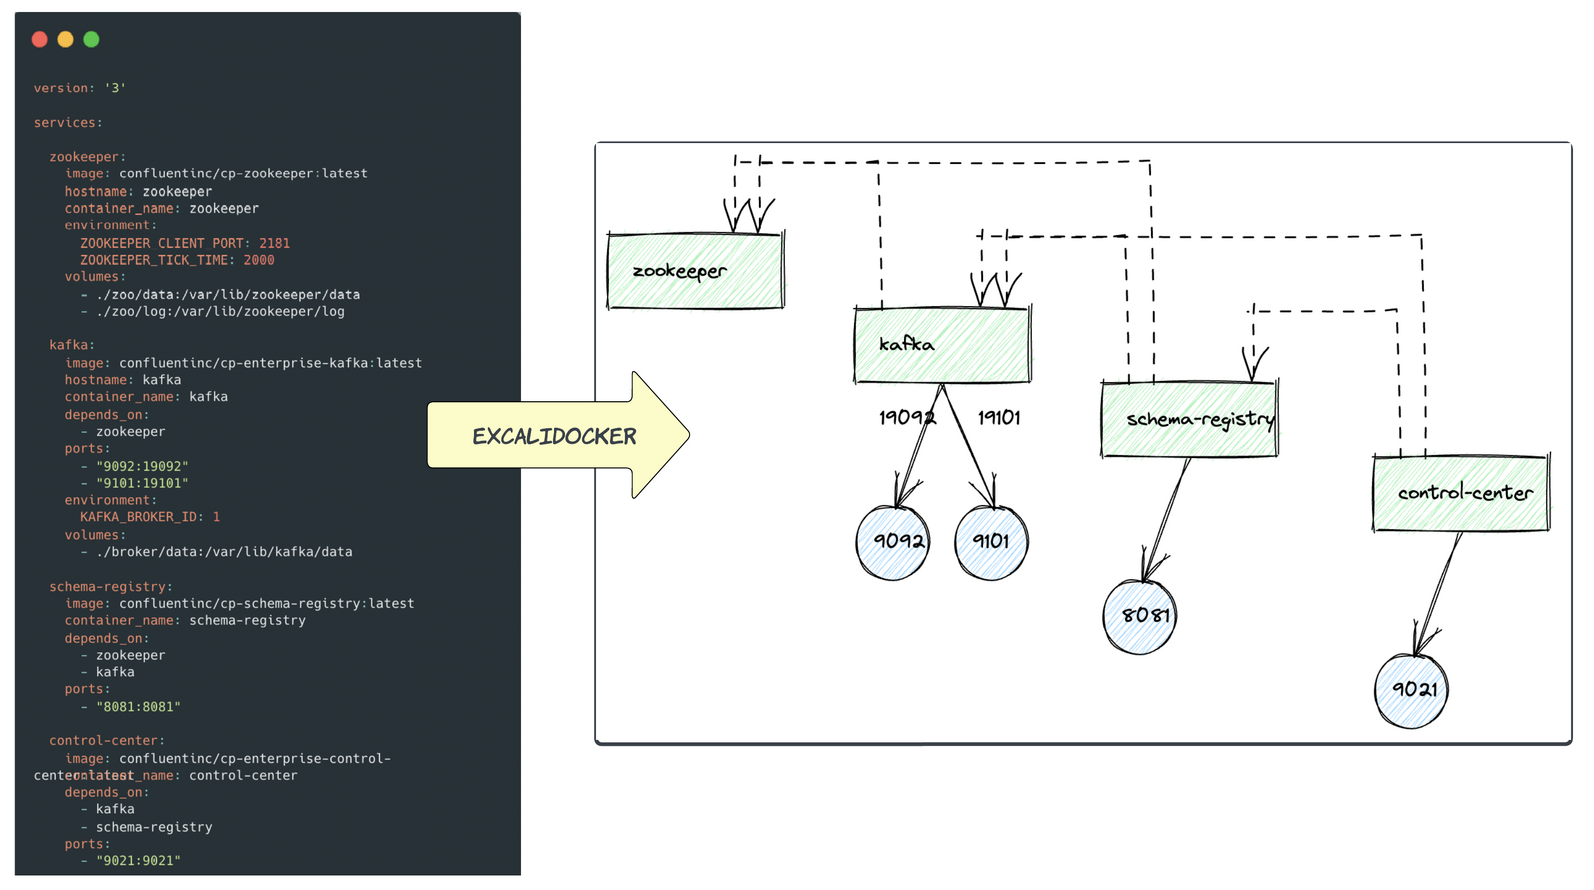 version: '3'
services:
zookeeper:
image: confluentinc/cp-zookeeper:latest
hostname: zookeeper
container_name: zookeeper
environment:
ZOOKEEPER_CLIENT_PORT: 2181
ZOOKEEPER_TICK_TIME: 2000
volumes:
- ./zoo/data:/var/lib/zookeeper/data
- ./zoo/log:/var/lib/zookeeper/log
kafka:
image: confluentinc/cp-enterprise-kafka:latest
hostname: kafka
container_name: kafka
depends_on:
- zookeeper
ports:
- "9092:19092"
- "9101:19101"
environment:
KAFKA_BROKER_ID: 1
volumes:
- ./broker/data:/var/lib/kafka/data
schema-registry:
image: confluentinc/cp-schema-registry:latest
container_name: schema-registry
depends_on:
- zookeeper
- kafka
ports:
- "8081:8081"
control-center:
image: confluentinc/cp-enterprise-control-
center:latest
container_name: control-center
depends_on:
- kafka
- schema-registry
ports:
- "9021:9021"
EXCALIDOCKER
zookeeper
kafka
19092
19101
schema-registry
control-center
9092
9101
8081
9021